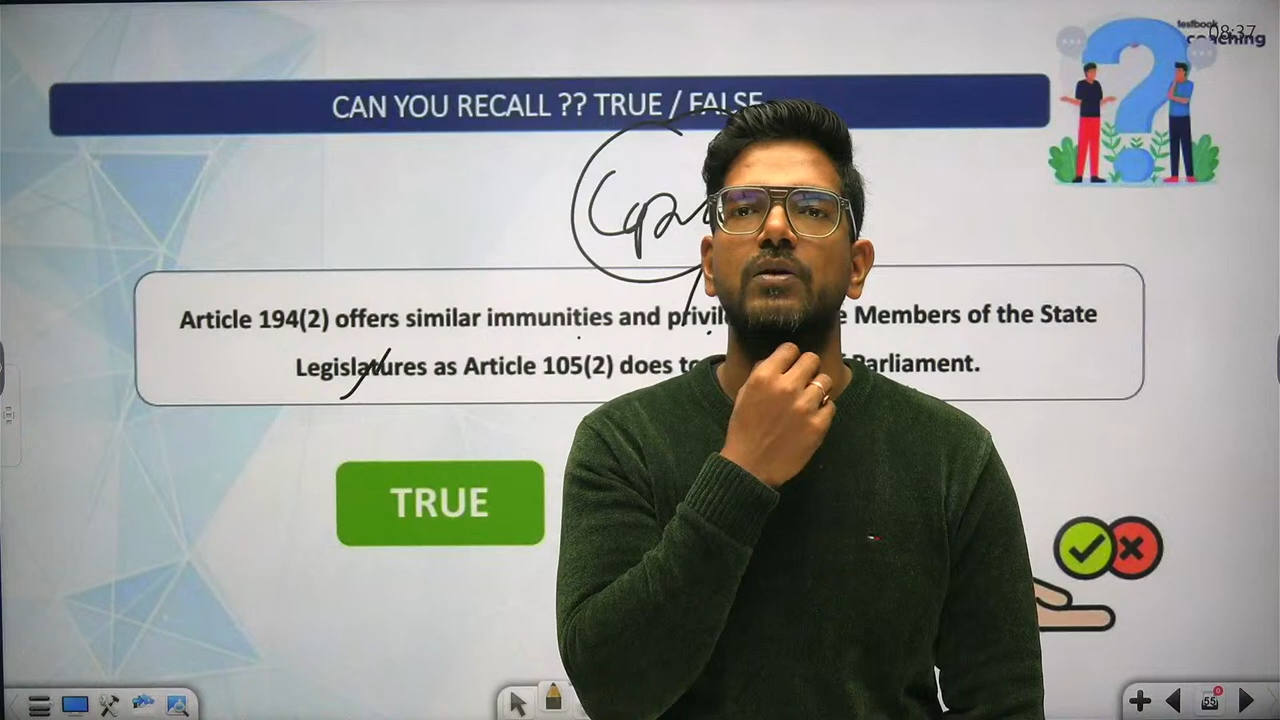 testbook
coaching
08:37
CAN YOU RECALL ?? TRUE / FALSE
Article 194(2) offers similar immunities and privil e Members of the State
Legislatures as Article 105(2) does to Parliament.
TRUE
55